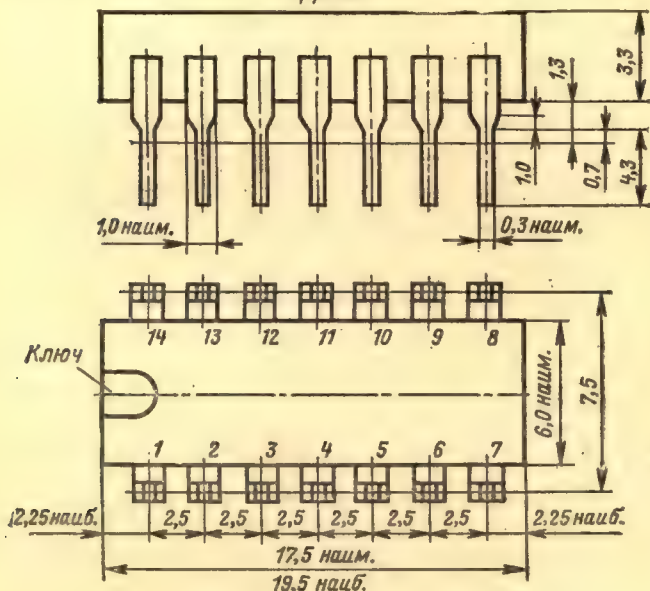 1,3
3,3
1,0
0,7
4,3
1,0 наим.
0,3 наим.
14 13 12 11 10 9 8
Ключ
6,0 наим.
7,5
1 2 3 4 5 6 7
2,25 наиб. 2,5 2,5 2,5 2,5 2,5 2,5 2,25 наиб.
17,5 наим.
19,5 наиб.